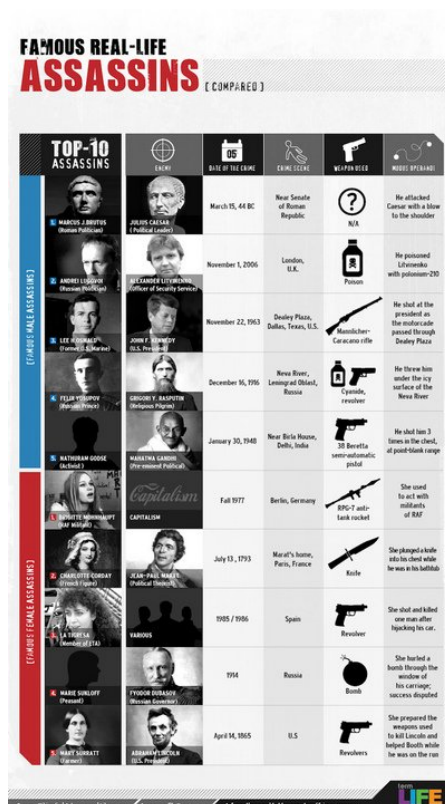 FAMOUS REAL-LIFE
ASSASSINS [ COMPARED ]
TOP-10
ASSASSINS
ENEMY
05
DATE OF THE CRIME
CRIME SCENE
WEAPON USED
MODUS OPERANDI
[FAMOUS MALE ASSASSINS]
1. MARCUS J.BRUTUS
(Roman Politician)
JULIUS CAESAR
( Political Leader)
March 15, 44 BC
Near Senate
of Roman
Republic
?
N/A
He attacked
Caesar with a blow
to the shoulder
2. ANDREI LUGOVOI
(Russian Politician)
ALEXANDER LITVINENKO
(Officer of Security Service)
November 1, 2006
London,
U.K.
Poison
He poisoned
Litvinenko
with polonium-210
3. LEE H.OSWALD
(Former U.S. Marine)
JOHN F. KENNEDY
(U.S. President)
November 22, 1963
Dealey Plaza,
Dallas, Texas, U.S.
Mannlicher-
Caracano rifle
He shot at the
president as
the motorcade
passed through
Dealey Plaza
4. FELIX YUSUPOV
(Russian Prince)
GRIGORI Y. RASPUTIN
(Religious Pilgrim)
December 16, 1916
Neva River,
Leningrad Oblast,
Russia
Cyanide,
revolver
He threw him
under the icy
surface of the
Neva River
5. NATHURAM GODSE
(Activist )
MAHATMA GANDHI
(Pre-eminent Political)
January 30, 1948
Near Birla House,
Delhi, India
38 Beretta
semi-automatic
pistol
He shot him 3
times in the chest,
at point-blank range
[FAMOUS FEMALE ASSASSINS]
1. BRIGITTE MOHNHAUPT
(RAF Militant)
Capitalism
CAPITALISM
Fall 1977
Berlin, Germany
RPG-7 anti-
tank rocket
She used
to act with
militants
of RAF
2. CHARLOTTE CORDAY
(French Figure)
JEAN-PAUL MARAT
(Political Theorist)
July 13 , 1793
Marat's home,
Paris, France
Knife
She plunged a knife
into his chest while
he was in his bathtub
3. LA TIGRESA
(Member of ETA)
VARIOUS
1985 / 1986
Spain
Revolver
She shot and killed
one man after
hijacking his car.
4. MARIE SUKLOFF
(Peasant)
FYODOR DUBASOV
(Russian Governor)
1914
Russia
Bomb
She hurled a
bomb through the
window of
his carriage;
success disputed
5. MARY SURRATT
(Farmer)
ABRAHAM LINCOLN
(U.S. President)
April 14, 1865
U.S
Revolvers
She prepared the
weapons used
to kill Lincoln and
helped Booth while
he was on the run
term
LIFE